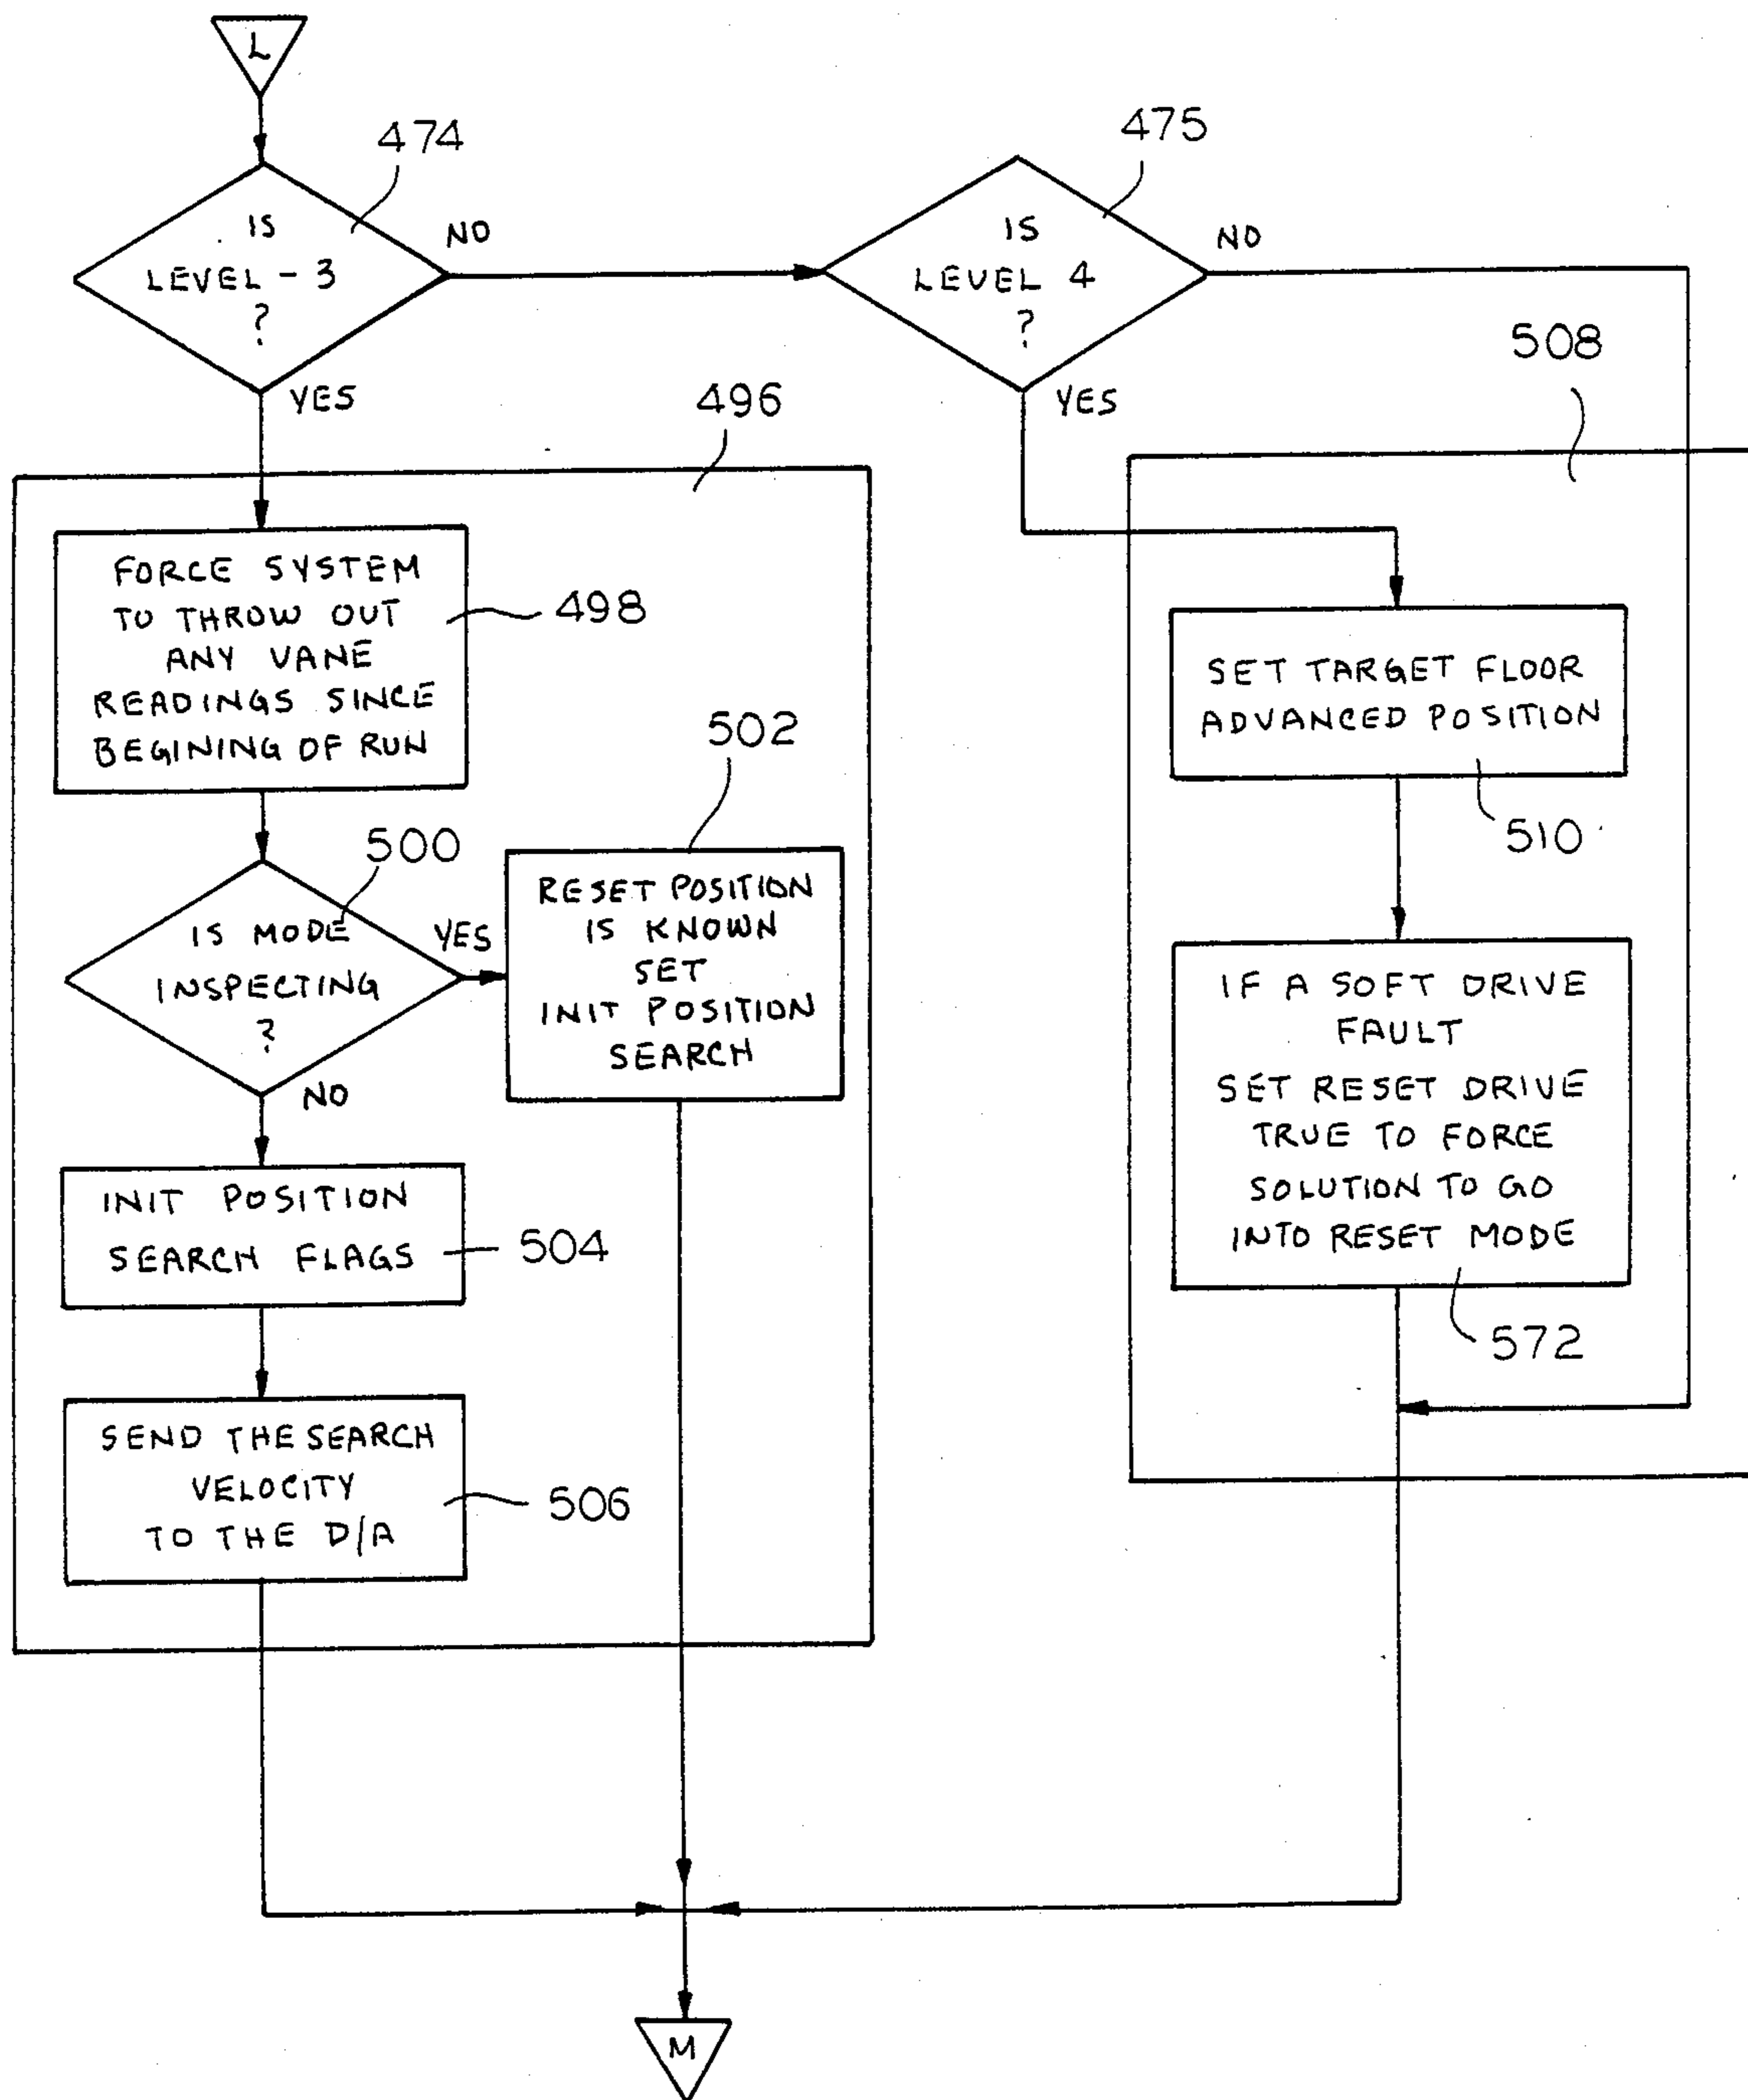 L
474
IS
LEVEL - 3
?
NO
YES
475
IS
LEVEL 4
?
NO
YES
496
508
FORCE SYSTEM
TO THROW OUT
ANY VANE
READINGS SINCE
BEGINING OF RUN
498
500
IS MODE
INSPECTING
?
YES
NO
502
RESET POSITION
IS KNOWN
SET
INIT POSITION
SEARCH
INIT POSITION
SEARCH FLAGS
504
SEND THE SEARCH
VELOCITY
TO THE D/A
506
SET TARGET FLOOR
ADVANCED POSITION
510
IF A SOFT DRIVE
FAULT
SET RESET DRIVE
TRUE TO FORCE
SOLUTION TO GO
INTO RESET MODE
572
M